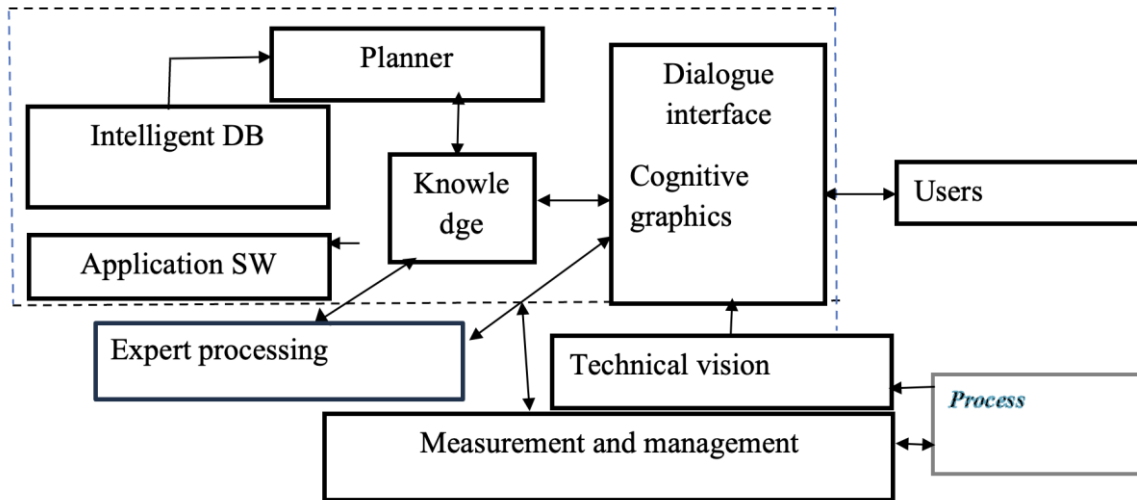 Planner
Dialogue
interface
Intelligent DB
Cognitive
graphics
Knowle
dge
Users
Application SW
Expert processing
Technical vision
Process
Measurement and management